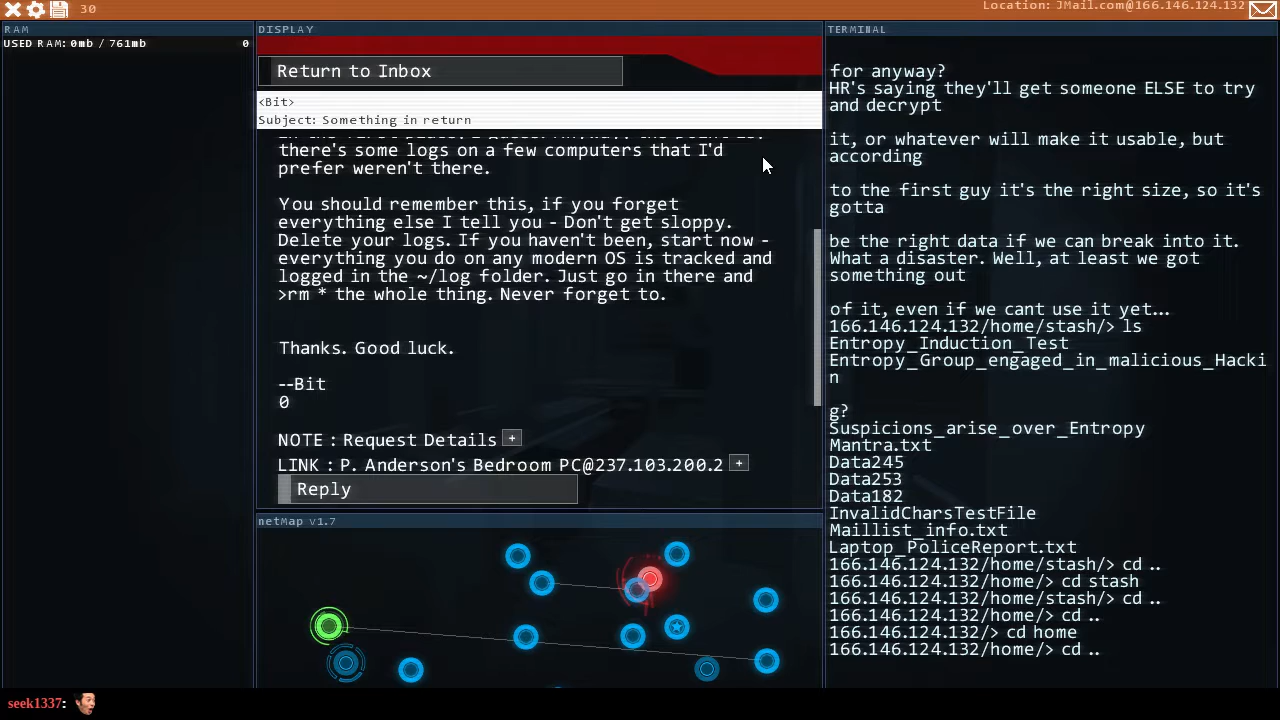 30
Location: JMail.com@166.146.124.132
RAM
USED RAM: 0mb / 761mb
0
DISPLAY
Return to Inbox
<Bit>
Subject: Something in return
there's some logs on a few computers that I'd
prefer weren't there.
You should remember this, if you forget
everything else I tell you - Don't get sloppy.
Delete your logs. If you haven't been, start now -
everything you do on any modern OS is tracked and
logged in the ~/log folder. Just go in there and
>rm * the whole thing. Never forget to.
Thanks. Good luck.
--Bit
0
NOTE : Request Details +
LINK : P. Anderson's Bedroom PC@237.103.200.2 +
Reply
netMap v1.7
TERMINAL
for anyway?
HR's saying they'll get someone ELSE to try
and decrypt
it, or whatever will make it usable, but
according
to the first guy it's the right size, so it's
gotta
be the right data if we can break into it.
What a disaster. Well, at least we got
something out
of it, even if we cant use it yet...
166.146.124.132/home/stash/> ls
Entropy_Induction_Test
Entropy_Group_engaged_in_malicious_Hacki
n
g?
Suspicions_arise_over_Entropy
Mantra.txt
Data245
Data253
Data182
InvalidCharsTestFile
Maillist_info.txt
Laptop_PoliceReport.txt
166.146.124.132/home/stash/> cd ..
166.146.124.132/home/> cd stash
166.146.124.132/home/stash/> cd ..
166.146.124.132/home/> cd ..
166.146.124.132/> cd home
166.146.124.132/home/> cd ..
seek1337: